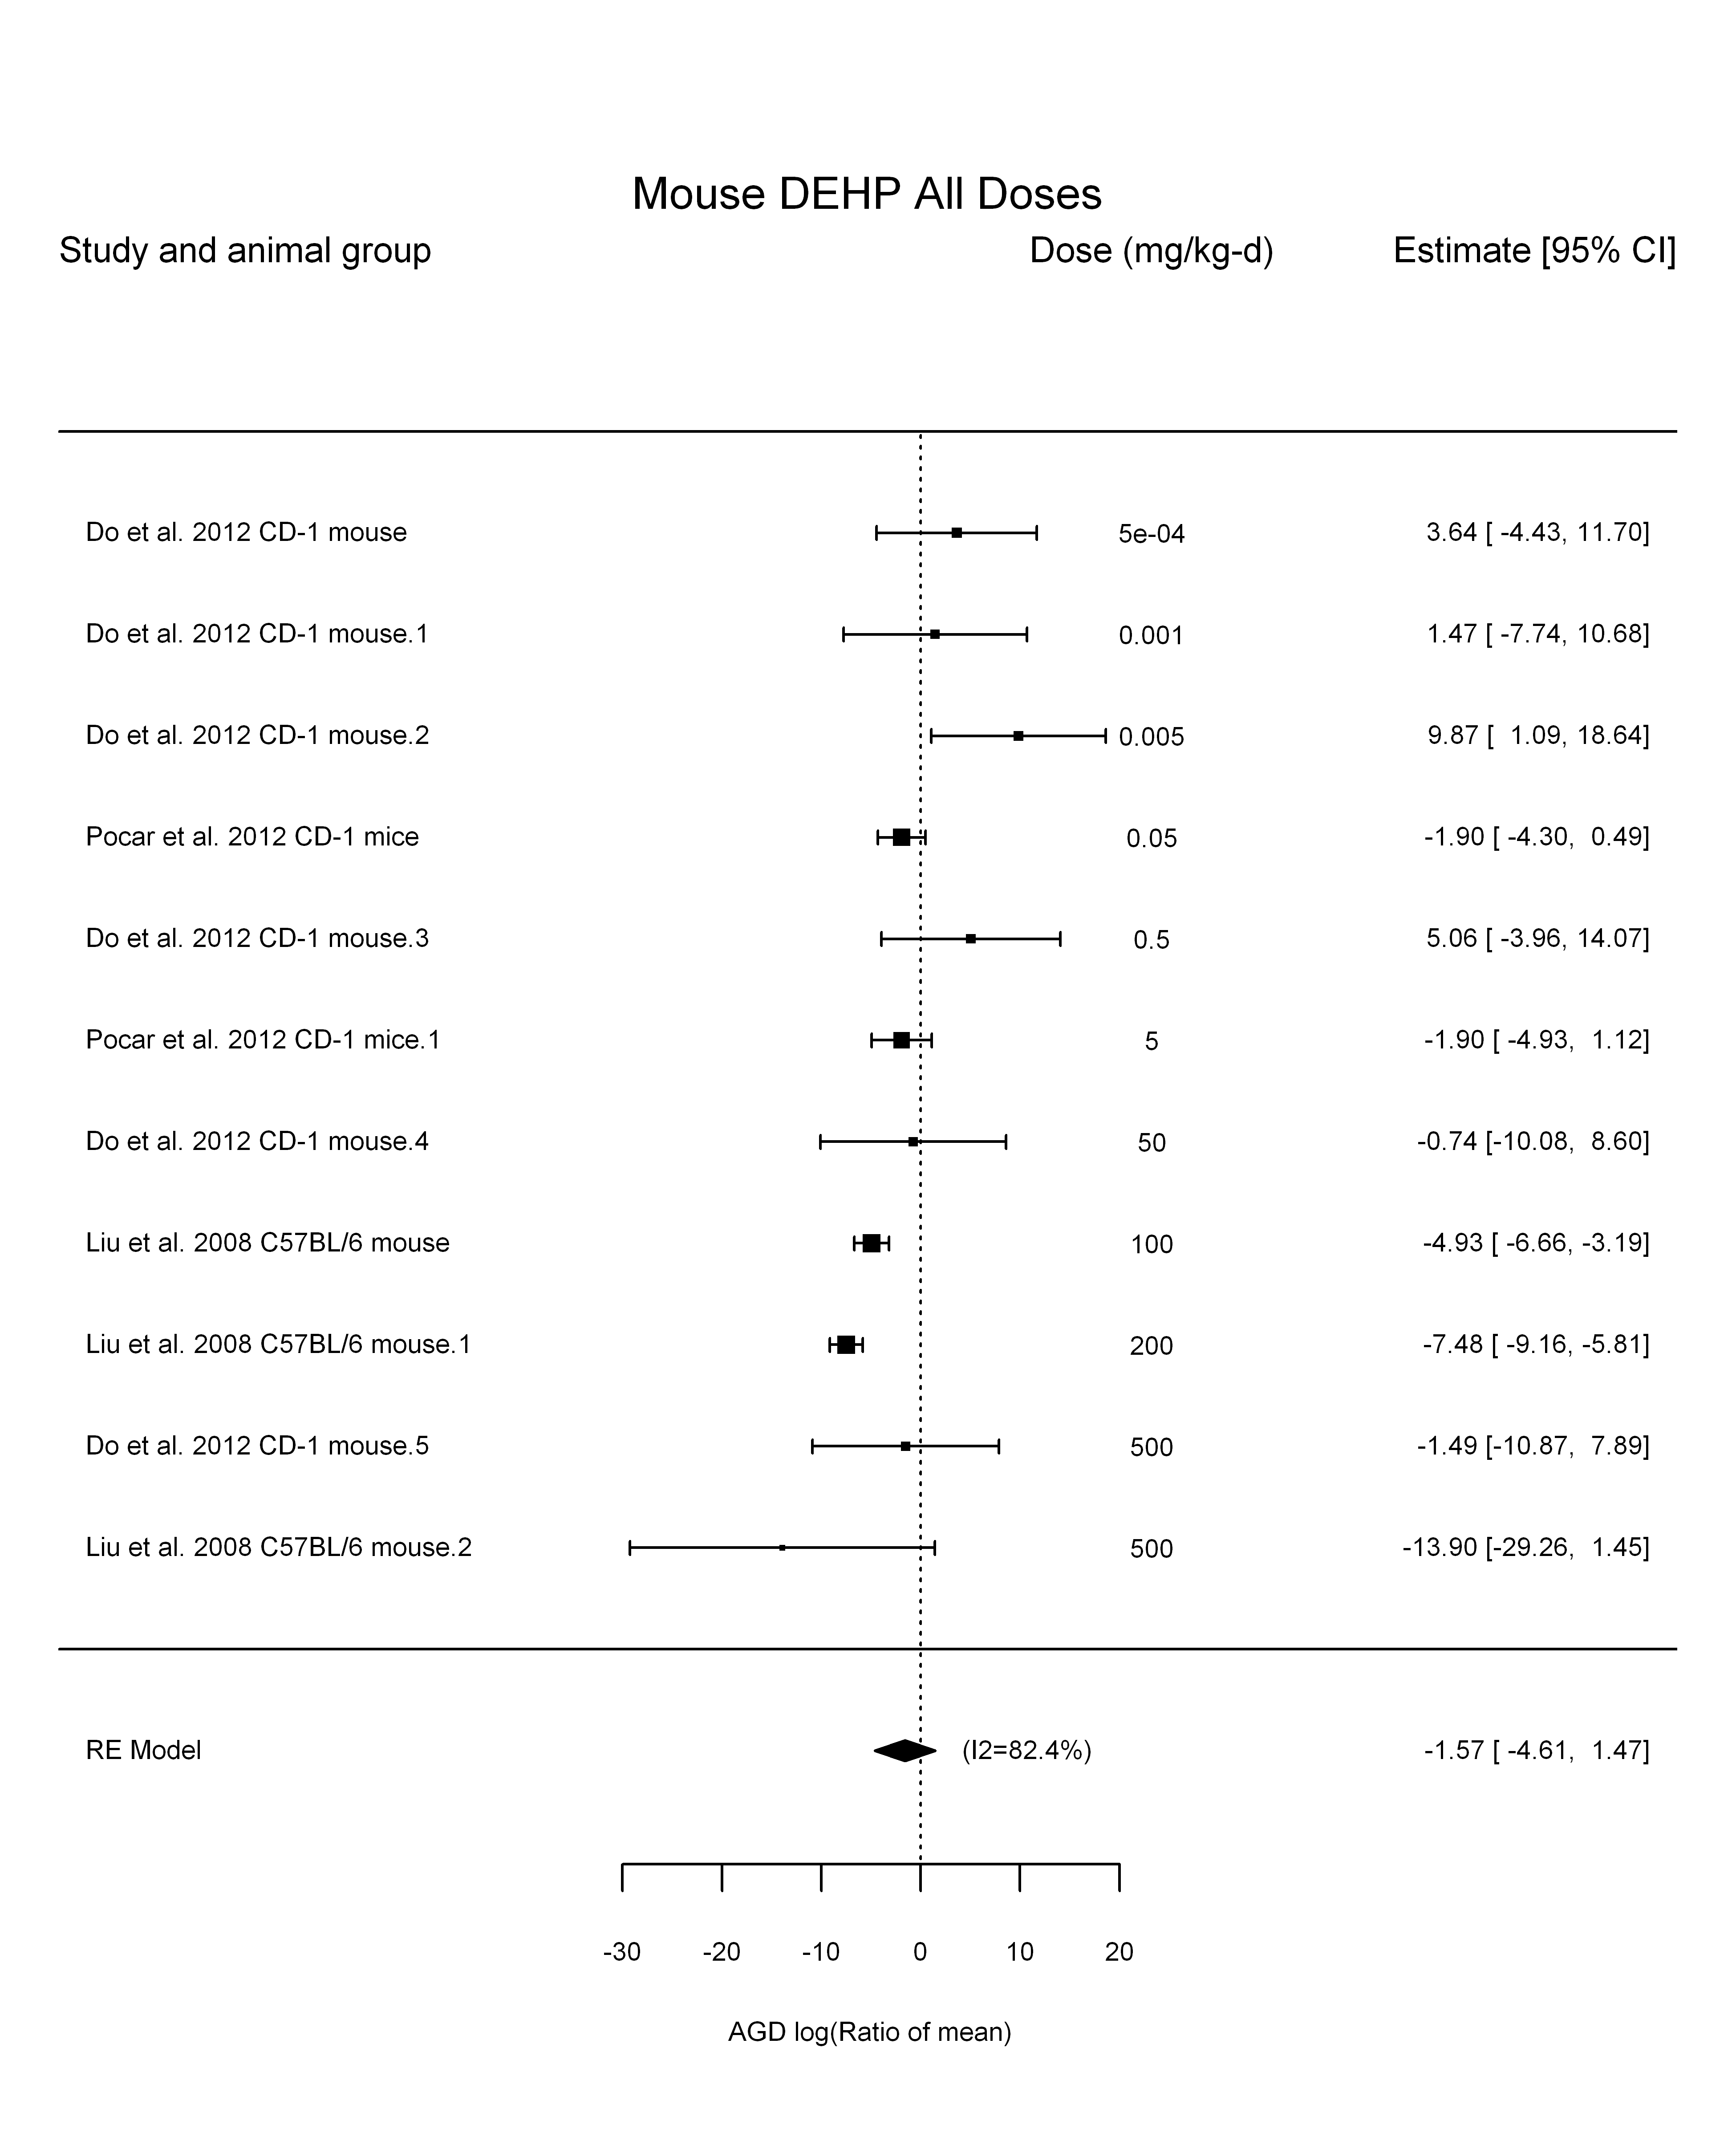 Mouse DEHP All Doses
Study and animal group Dose (mg/kg-d) Estimate [95% CI]
Do et al. 2012 CD-1 mouse 5e-04 3.64 [ -4.43, 11.70]
Do et al. 2012 CD-1 mouse.1 0.001 1.47 [ -7.74, 10.68]
Do et al. 2012 CD-1 mouse.2 0.005 9.87 [  1.09, 18.64]
Pocar et al. 2012 CD-1 mice 0.05 -1.90 [ -4.30,  0.49]
Do et al. 2012 CD-1 mouse.3 0.5 5.06 [ -3.96, 14.07]
Pocar et al. 2012 CD-1 mice.1 5 -1.90 [ -4.93,  1.12]
Do et al. 2012 CD-1 mouse.4 50 -0.74 [-10.08,  8.60]
Liu et al. 2008 C57BL/6 mouse 100 -4.93 [ -6.66, -3.19]
Liu et al. 2008 C57BL/6 mouse.1 200 -7.48 [ -9.16, -5.81]
Do et al. 2012 CD-1 mouse.5 500 -1.49 [-10.87,  7.89]
Liu et al. 2008 C57BL/6 mouse.2 500 -13.90 [-29.26,  1.45]
RE Model (I2=82.4%) -1.57 [ -4.61,  1.47]
-30 -20 -10 0 10 20
AGD log(Ratio of mean)